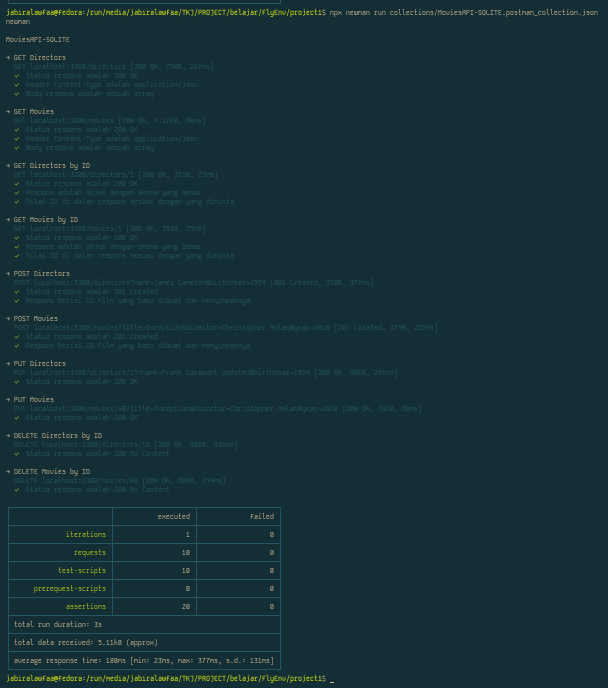 jabiralawfaa@fedora:/run/media/jabiralawfaa/TKJ/PROJECT/belajar/FlyEnv/project1$ npx newman run collections/MoviesAPI-SQLITE.postman_collection.json
newman
MoviesAPI-SQLITE
→ GET Directors
GET localhost:3300/directors [200 OK, 790B, 267ms]
✓ Status respons adalah 200 OK
✓ Header Content-Type adalah application/json
✓ Body respons adalah sebuah array
→ GET Movies
GET localhost:3300/movies [200 OK, 36ms]
✓ Status respons adalah 200 OK
✓ Header Content-Type adalah application/json
✓ Body respons adalah sebuah array
→ GET Directors by ID
GET localhost:3300/directors/1 [200 OK, 353B, 23ms]
✓ Status respons adalah 200 OK
✓ Respons adalah objek dengan skema yang benar
✓ Nilai ID di dalam respons sesuai dengan yang diminta
→ GET Movies by ID
GET localhost:3300/movies/1 [200 OK, 393B, 25ms]
✓ Status respons adalah 200 OK
✓ Respons adalah objek dengan skema yang benar
✓ Nilai ID di dalam respons sesuai dengan yang diminta
→ POST Directors
POST localhost:3300/directors?name=James Cameron&birthYear=1954 [201 Created, 350B, 377ms]
✓ Status respons adalah 201 Created
✓ Respons berisi ID Film yang baru dibuat dan menyimpannya
→ POST Movies
POST localhost:3300/movies?title=Inception&director=Christopher Nolan&year=2010 [201 Created, 374B, 222ms]
✓ Status respons adalah 201 Created
✓ Respons berisi ID Film yang baru dibuat dan menyimpannya
→ PUT Directors
PUT localhost:3300/directors/15?name=Frank Darabont Updated&birthYear=1959 [200 OK, 366B, 241ms]
✓ Status respons adalah 200 OK
→ PUT Movies
PUT localhost:3300/movies/60?title=Inception&director=Christopher Nolan&year=2010 [200 OK, 381B, 30ms]
✓ Status respons adalah 200 OK
→ DELETE Directors by ID
DELETE localhost:3300/directors/15 [200 OK, 308B, 336ms]
✓ Status respons adalah 200 No Content
→ DELETE Movies by ID
DELETE localhost:3300/movies/60 [200 OK, 308B, 244ms]
✓ Status respons adalah 200 No Content
executed failed
iterations 1 0
requests 10 0
test-scripts 10 0
prerequest-scripts 0 0
assertions 20 0
total run duration: 3s
total data received: 5.11kB (approx)
average response time: 180ms [min: 23ms, max: 377ms, s.d.: 131ms]
jabiralawfaa@fedora:/run/media/jabiralawfaa/TKJ/PROJECT/belajar/FlyEnv/project1$ _